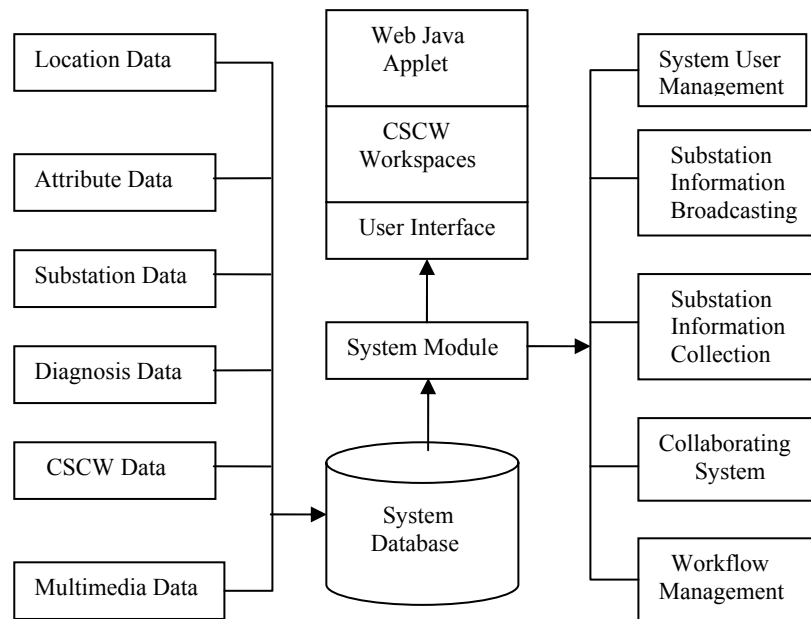 Location Data
Attribute Data
Substation Data
Diagnosis Data
CSCW Data
Multimedia Data
Web Java
Applet
CSCW
Workspaces
User Interface
System Module
System
Database
System User
Management
Substation
Information
Broadcasting
Substation
Information
Collection
Collaborating
System
Workflow
Management